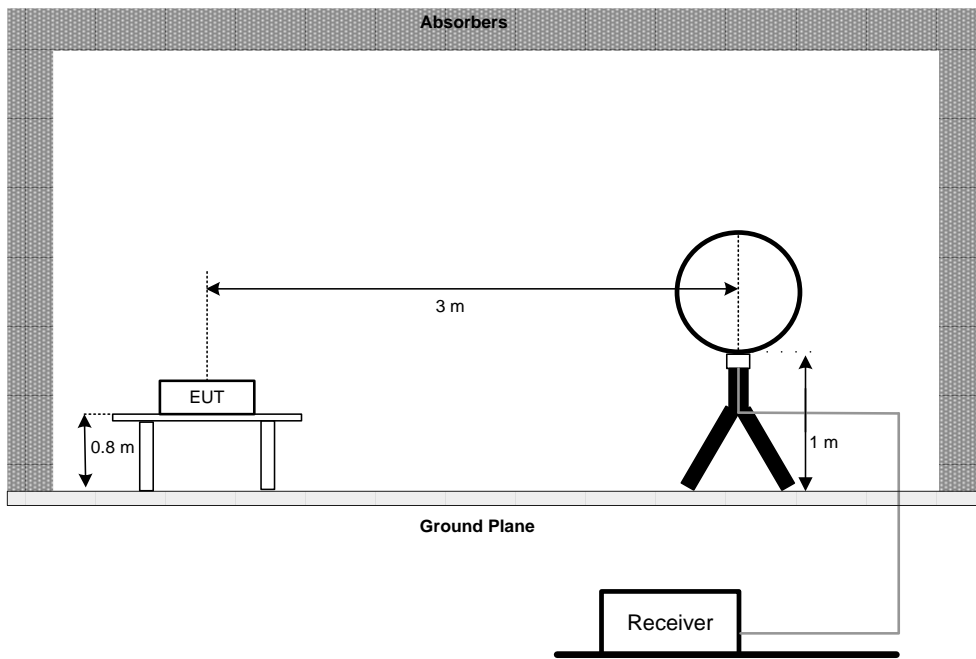 Absorbers
3 m
EUT
0.8 m
1 m
Ground Plane
Receiver